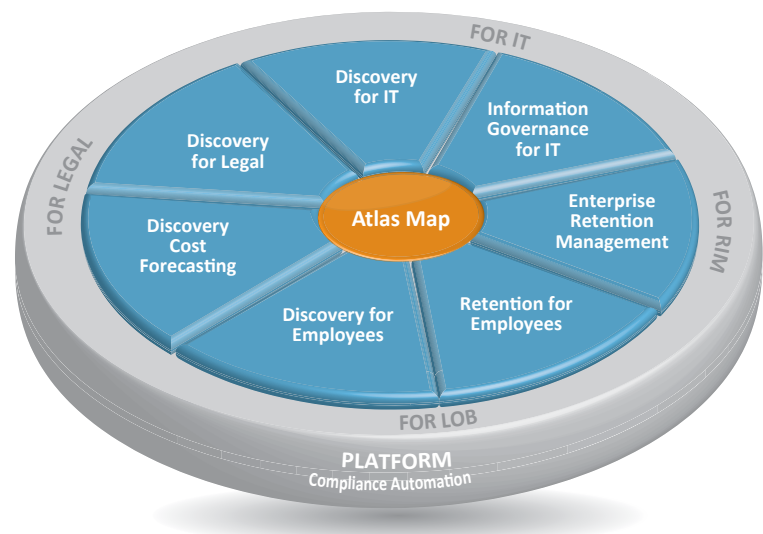 FOR IT
Discovery
for IT
Information
Governance
for IT
Discovery
for Legal
FOR LEGAL
Atlas Map
Enterprise
Retention
Management
FOR RIM
Discovery
Cost
Forecasting
Discovery for
Employees
Retention for
Employees
FOR LOB
PLATFORM
Compliance Automation